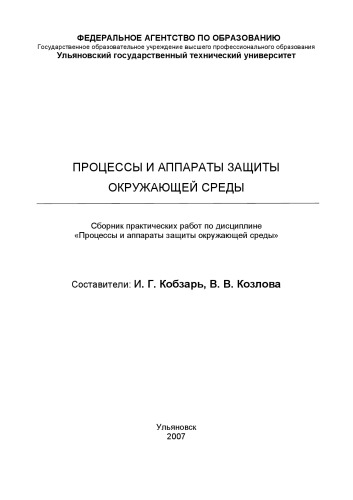 ФЕДЕРАЛЬНОЕ АГЕНТСТВО ПО ОБРАЗОВАНИЮ
Государственное образовательное учреждение высшего профессионального образования
Ульяновский государственный технический университет
ПРОЦЕССЫ И АППАРАТЫ ЗАЩИТЫ
ОКРУЖАЮЩЕЙ СРЕДЫ
Сборник практических работ по дисциплине
«Процессы и аппараты защиты окружающей среды»
Составители: И. Г. Кобзарь, В. В. Козлова
Ульяновск
2007